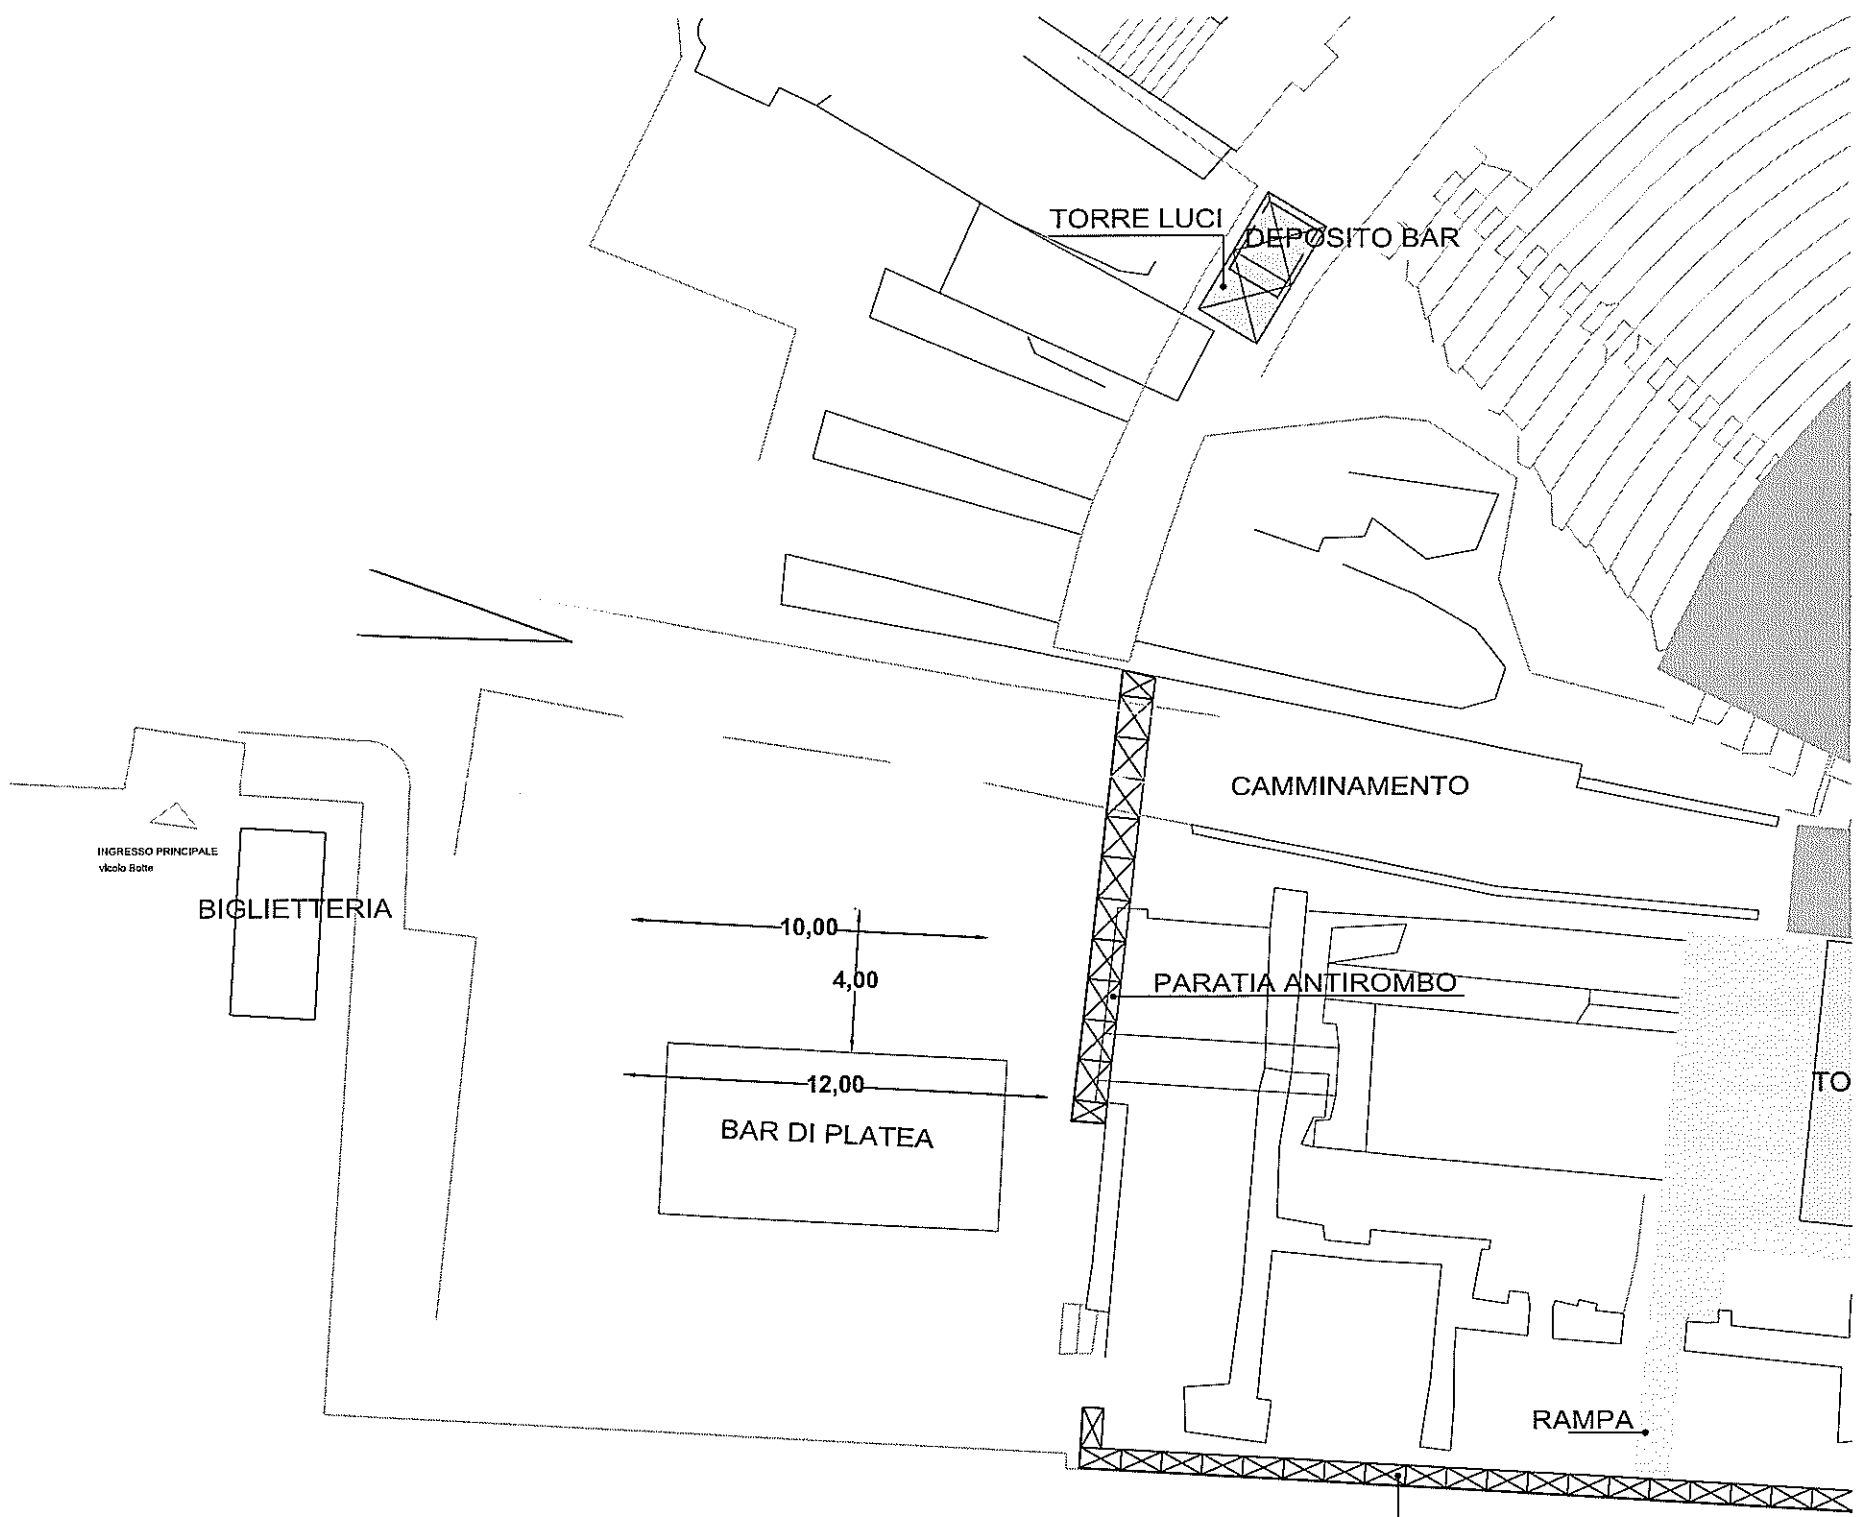 TORRE LUCI
DEPOSITO BAR
CAMMINAMENTO
INGRESSO PRINCIPALE
vicolo Botte
BIGLIETTERIA
10,00
4,00
PARATIA ANTIROMBO
12,00
TO
BAR DI PLATEA
RAMPA